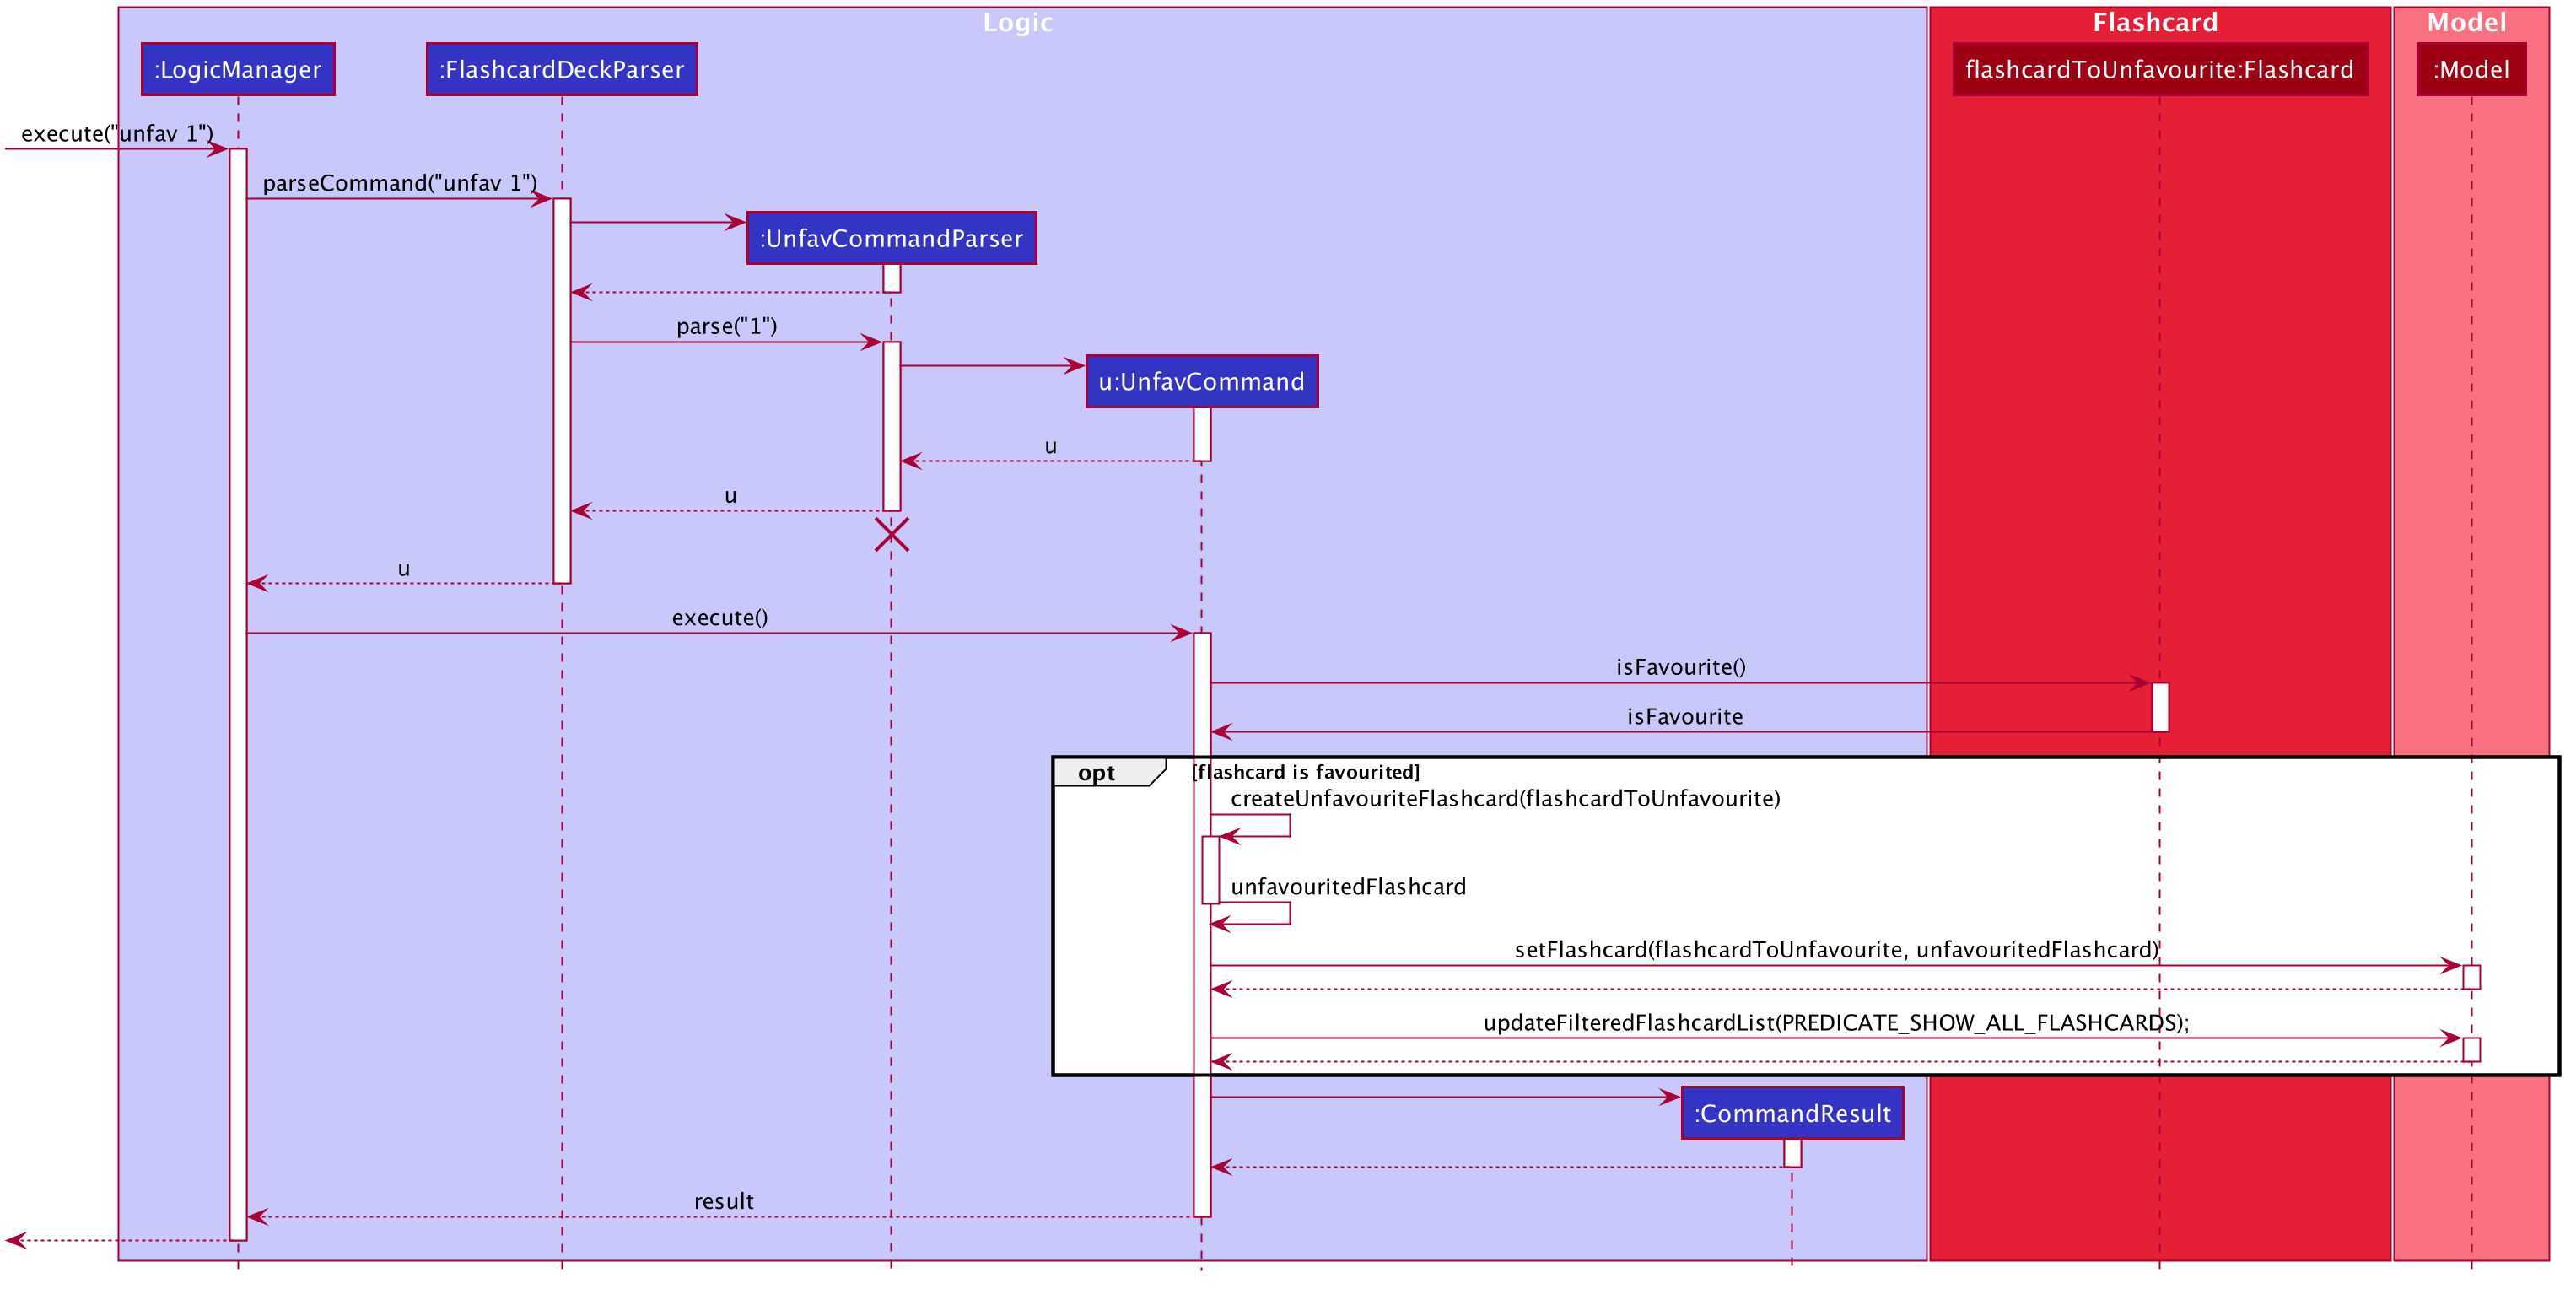 Logic
Flashcard
Model
:LogicManager
:FlashcardDeckParser
flashcardToUnfavourite:Flashcard
:Model
execute("unfav 1")
parseCommand("unfav 1")
:UnfavCommandParser
parse("1")
u:UnfavCommand
u
u
u
execute()
isFavourite()
isFavourite
opt
[flashcard is favourited]
createUnfavouriteFlashcard(flashcardToUnfavourite)
unfavouritedFlashcard
setFlashcard(flashcardToUnfavourite, unfavouritedFlashcard)
updateFilteredFlashcardList(PREDICATE_SHOW_ALL_FLASHCARDS);
:CommandResult
result